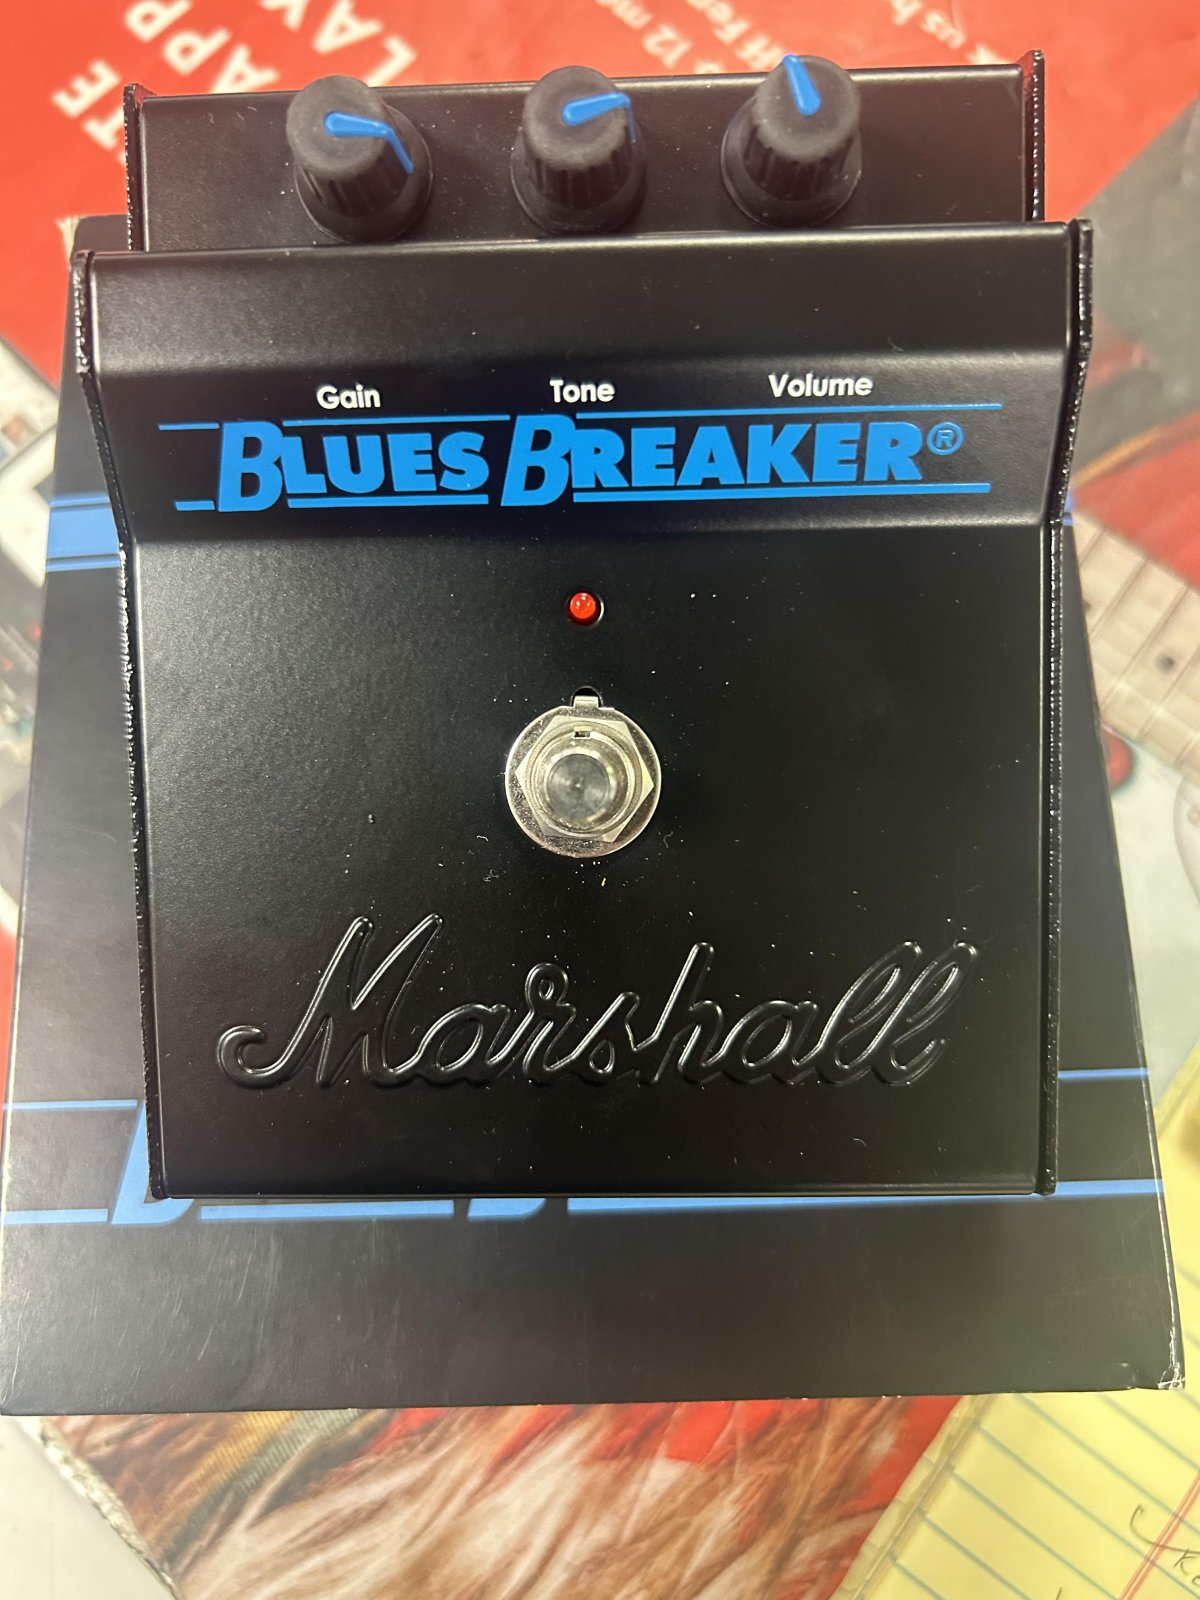 Gain Tone Volume
BLUES BREAKER®
Marshall